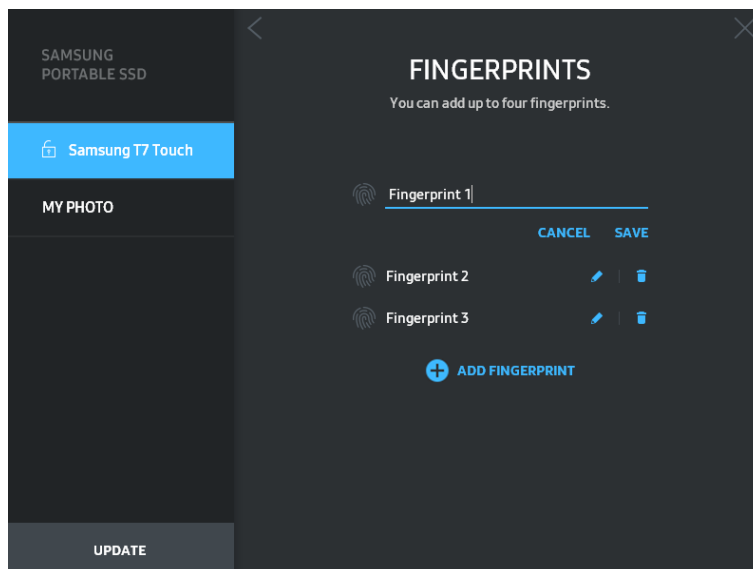 SAMSUNG
PORTABLE SSD
Samsung T7 Touch
MY PHOTO
UPDATE
FINGERPRINTS
You can add up to four fingerprints.
Fingerprint 1
CANCEL SAVE
Fingerprint 2
Fingerprint 3
ADD FINGERPRINT